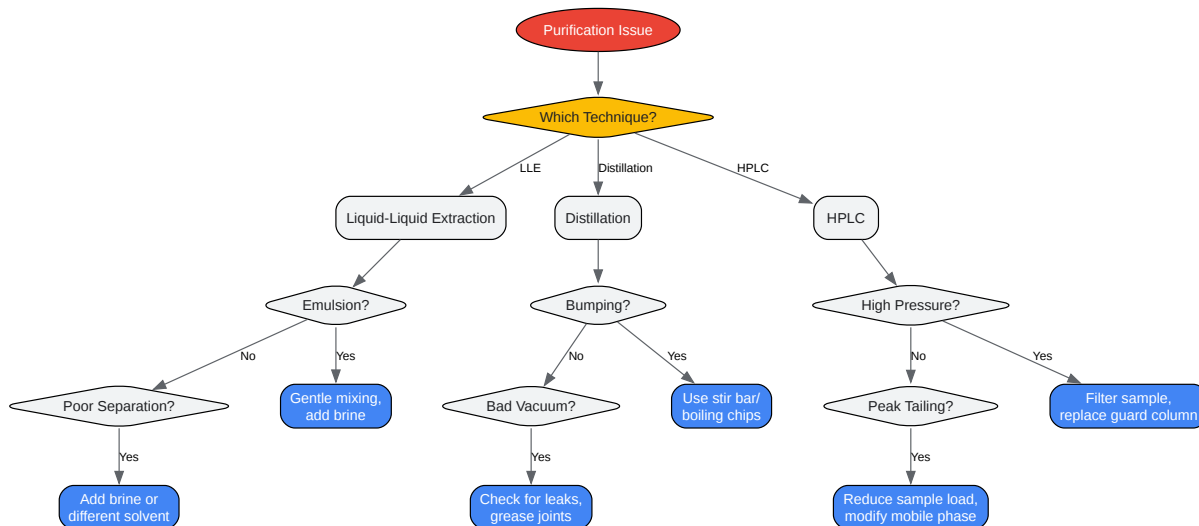 Purification Issue
Which Technique?
LLE
Distillation
HPLC
Liquid-Liquid Extraction
Distillation
HPLC
Emulsion?
Bumping?
High Pressure?
No
Yes
No
Yes
No
Yes
Poor Separation?
Gentle mixing,
add brine
Bad Vacuum?
Use stir bar/
boiling chips
Peak Tailing?
Filter sample,
replace guard column
Yes
Yes
Yes
Add brine or
different solvent
Check for leaks,
grease joints
Reduce sample load,
modify mobile phase